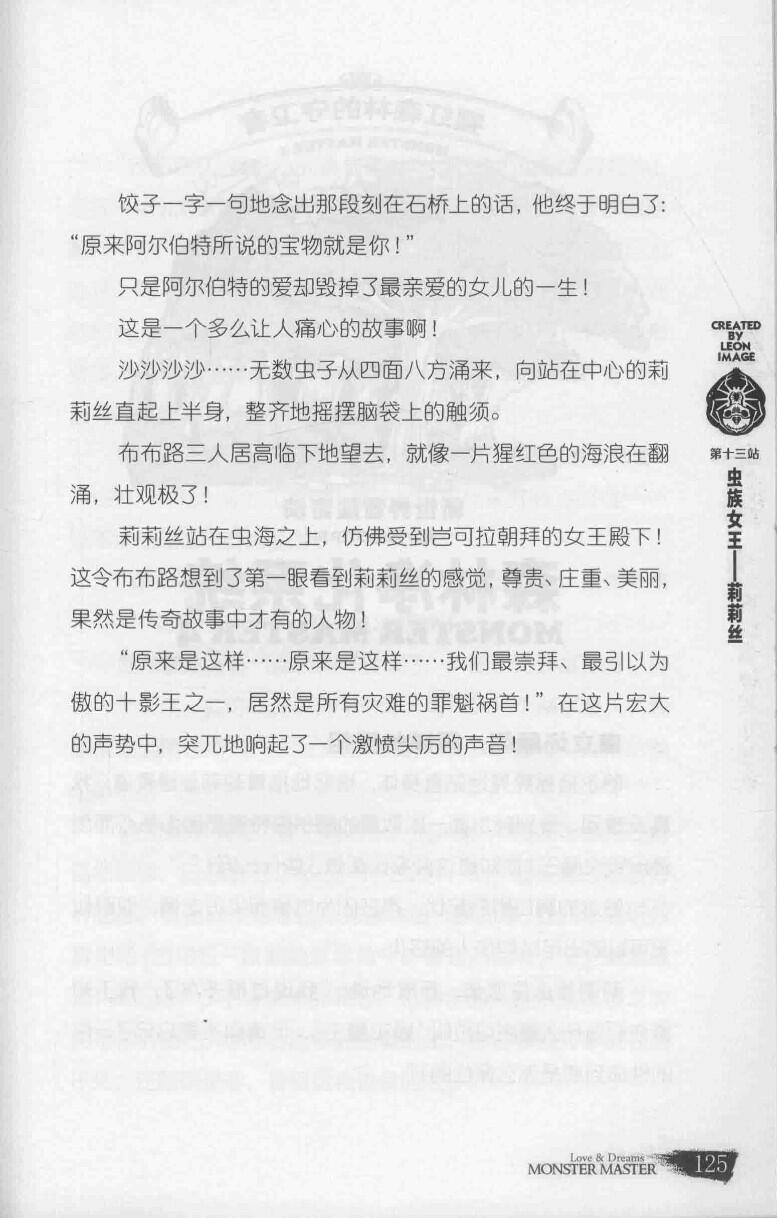 饺子一字一句地念出那段刻在石桥上的话，他终于明白了：
“原来阿尔伯特所说的宝物就是你！”
只是阿尔伯特的爱却毁掉了最亲爱的女儿的一生！
这是一个多么让人痛心的故事啊！
沙沙沙沙……无数虫子从四面八方涌来，向站在中心的莉
莉丝直起上半身，整齐地摇摆脑袋上的触须。
布布路三人居高临下地望去，就像一片猩红色的海浪在翻
涌，壮观极了！
莉莉丝站在虫海之上，仿佛受到岂可拉朝拜的女王殿下！
这令布布路想到了第一眼看到莉莉丝的感觉，尊贵、庄重、美丽，
果然是传奇故事中才有的人物！
“原来是这样……原来是这样……我们最崇拜、最引以为
傲的十影王之一，居然是所有灾难的罪魁祸首！”在这片宏大
的声势中，突兀地响起了一个激愤尖厉的声音！
CREATED
BY
LEON
IMAGE
第十三站
虫族女王——莉莉丝
Love & Dreams
MONSTER MASTER
125